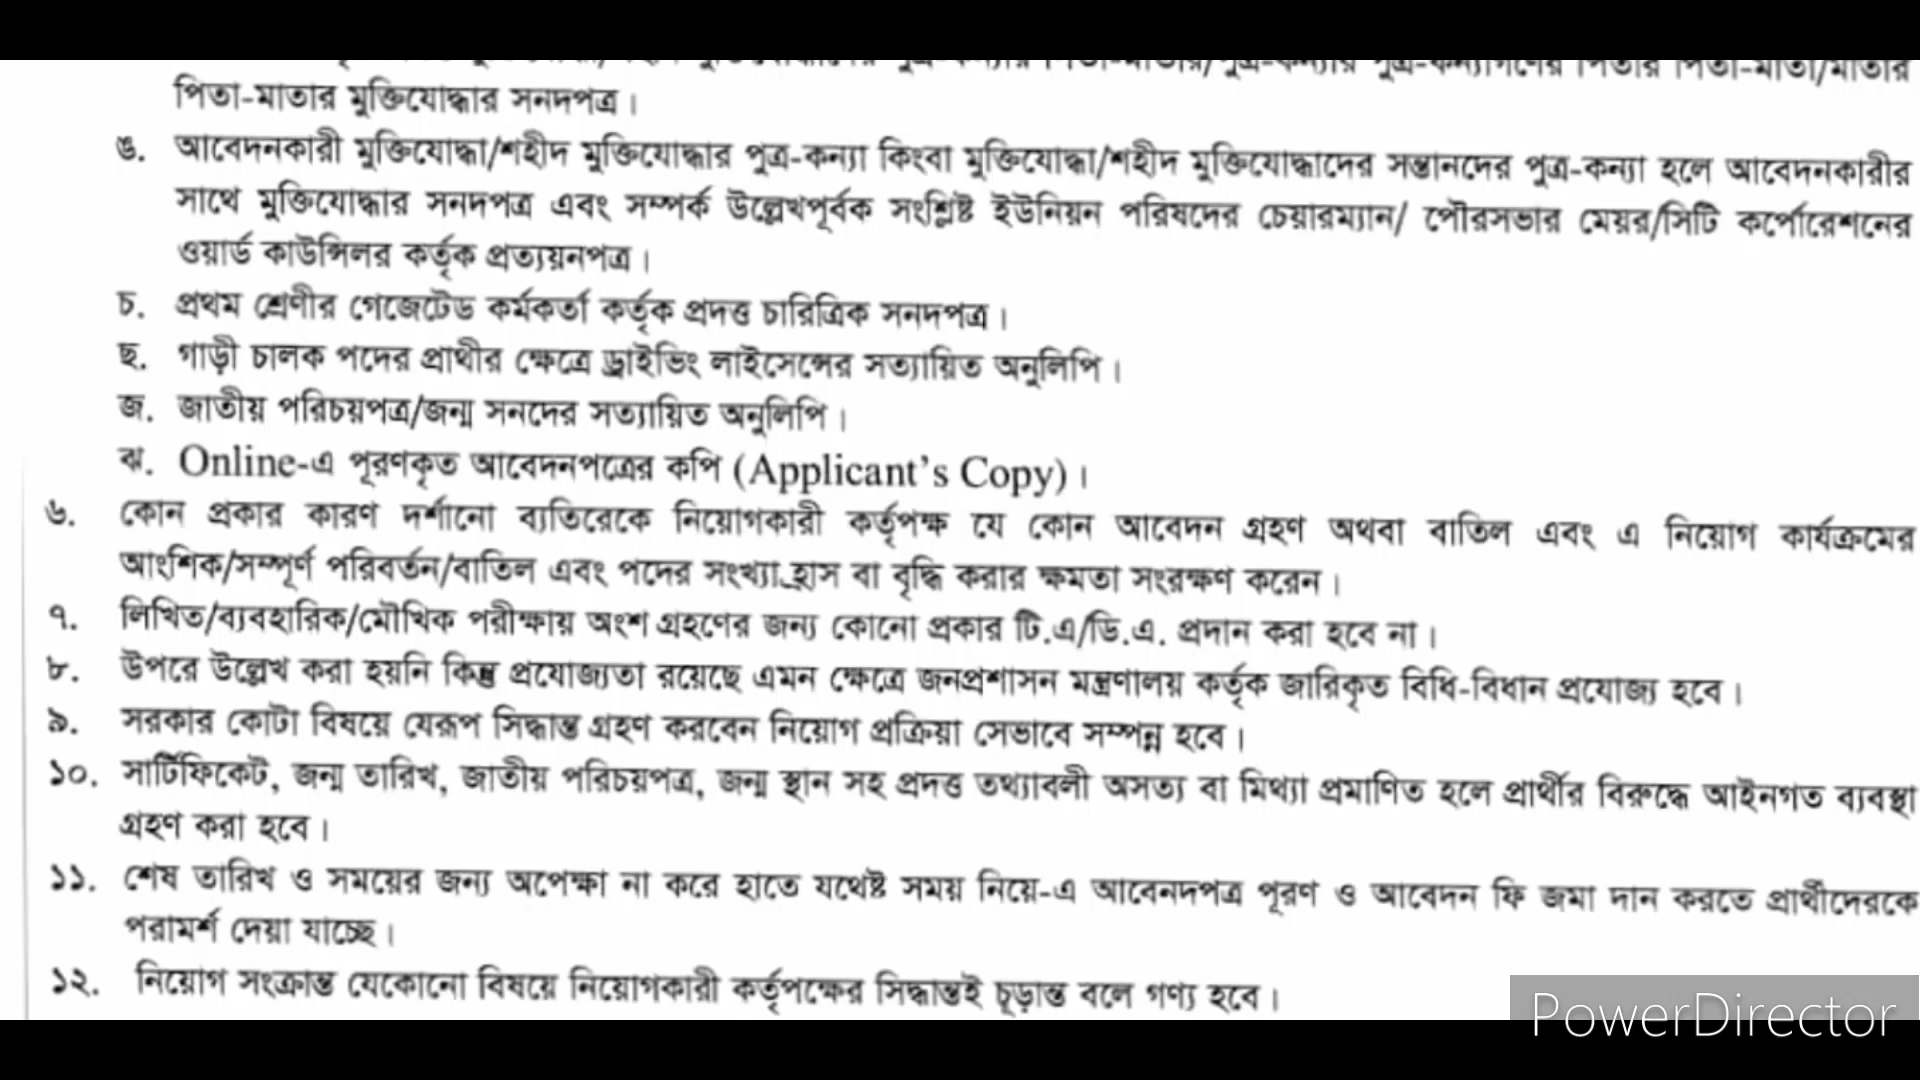 পিতা-মাতার মুক্তিযোদ্ধার সনদপত্র।
ঙ. আবেদনকারী মুক্তিযোদ্ধা/শহীদ মুক্তিযোদ্ধার পুত্র-কন্যা কিংবা মুক্তিযোদ্ধা/শহীদ মুক্তিযোদ্ধাদের সন্তানদের পুত্র-কন্যা হলে আবেদনকারীর
সাথে মুক্তিযোদ্ধার সনদপত্র এবং সম্পর্ক উল্লেখপূর্বক সংশ্লিষ্ট ইউনিয়ন পরিষদের চেয়ারম্যান/ পৌরসভার মেয়র/সিটি কর্পোরেশনের
ওয়ার্ড কাউন্সিলর কর্তৃক প্রত্যয়নপত্র।
চ. প্রথম শ্রেণীর গেজেটেড কর্মকর্তা কর্তৃক প্রদত্ত চারিত্রিক সনদপত্র।
ছ. গাড়ী চালক পদের প্রার্থীর ক্ষেত্রে ড্রাইভিং লাইসেন্সের সত্যায়িত অনুলিপি।
জ. জাতীয় পরিচয়পত্র/জন্ম সনদের সত্যায়িত অনুলিপি।
ঝ. Online-এ পূরণকৃত আবেদনপত্রের কপি (Applicant’s Copy)।
৬. কোন প্রকার কারণ দর্শানো ব্যতিরেকে নিয়োগকারী কর্তৃপক্ষ যে কোন আবেদন গ্রহণ অথবা বাতিল এবং এ নিয়োগ কার্যক্রমের
আংশিক/সম্পূর্ণ পরিবর্তন/বাতিল এবং পদের সংখ্যা হ্রাস বা বৃদ্ধি করার ক্ষমতা সংরক্ষণ করেন।
৭. লিখিত/ব্যবহারিক/মৌখিক পরীক্ষায় অংশ গ্রহণের জন্য কোনো প্রকার টি.এ/ডি.এ. প্রদান করা হবে না।
৮. উপরে উল্লেখ করা হয়নি কিন্তু প্রযোজ্যতা রয়েছে এমন ক্ষেত্রে জনপ্রশাসন মন্ত্রণালয় কর্তৃক জারিকৃত বিধি-বিধান প্রযোজ্য হবে।
৯. সরকার কোটা বিষয়ে যেরূপ সিদ্ধান্ত গ্রহণ করবেন নিয়োগ প্রক্রিয়া সেভাবে সম্পন্ন হবে।
১০. সার্টিফিকেট, জন্ম তারিখ, জাতীয় পরিচয়পত্র, জন্ম স্থান সহ প্রদত্ত তথ্যাবলী অসত্য বা মিথ্যা প্রমাণিত হলে প্রার্থীর বিরুদ্ধে আইনগত ব্যবস্থা
গ্রহণ করা হবে।
১১. শেষ তারিখ ও সময়ের জন্য অপেক্ষা না করে হাতে যথেষ্ট সময় নিয়ে-এ আবেনদপত্র পূরণ ও আবেদন ফি জমা দান করতে প্রার্থীদেরকে
পরামর্শ দেয়া যাচ্ছে।
১২. নিয়োগ সংক্রান্ত যেকোনো বিষয়ে নিয়োগকারী কর্তৃপক্ষের সিদ্ধান্তই চূড়ান্ত বলে গণ্য হবে।
PowerDirector